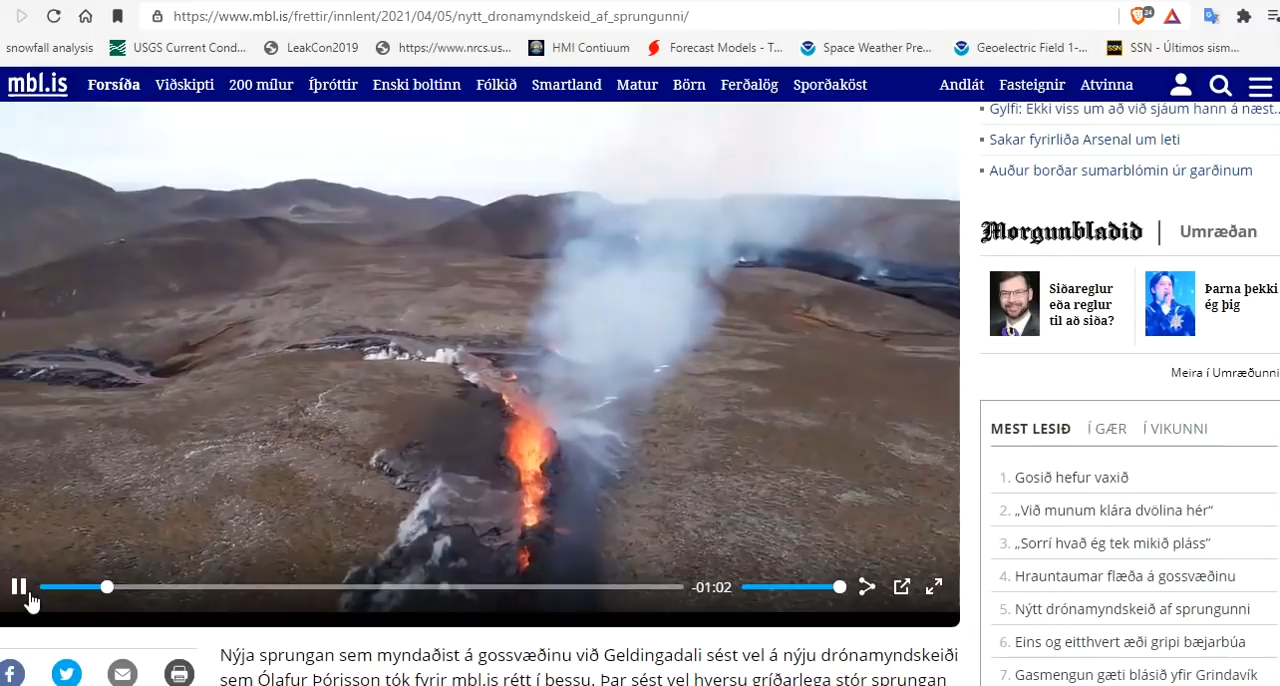 https://www.mbl.is/frettir/innlent/2021/04/05/nytt_dronamyndskeid_af_sprungunni/
24
snowfall analysis USGS Current Cond... LeakCon2019 https://www.nrcs.us... HMI Contiuum Forecast Models - T... Space Weather Pre... Geoelectric Field 1-... SSN SSN - Últimos sism...
mbl.is Forsíða Viðskipti 200 mílur Íþróttir Enski boltinn Fólkið Smartland Matur Börn Ferðalög Sporðaköst Andlát Fasteignir Atvinna
Gylfi: Ekki viss um að við sjáum hann á næst...
Sakar fyrirliða Arsenal um leti
Auður borðar sumarblómin úr garðinum
Morgunblaðið | Umræðan
Siðareglur
eða reglur
til að siða?
Þarna þekki
ég þig
Meira í Umræðunni
MEST LESIÐ Í GÆR Í VIKUNNI
1. Gosið hefur vaxið
2. „Við munum klára dvölina hér“
3. „Sorrí hvað ég tek mikið pláss“
4. Hrauntaumar flæða á gossvæðinu
5. Nýtt drónamyndskeið af sprungunni
6. Eins og eitthvert æði gripi bæjarbúa
7. Gasmengun gæti blásið yfir Grindavík
-01:02
Nýja sprungan sem myndaðist á gossvæðinu við Geldingadali sést vel á nýju drónamyndskeiði
sem Ólafur Þórisson tók fyrir mbl.is rétt í þessu. Þar sést vel hversu gríðarlega stór sprungan